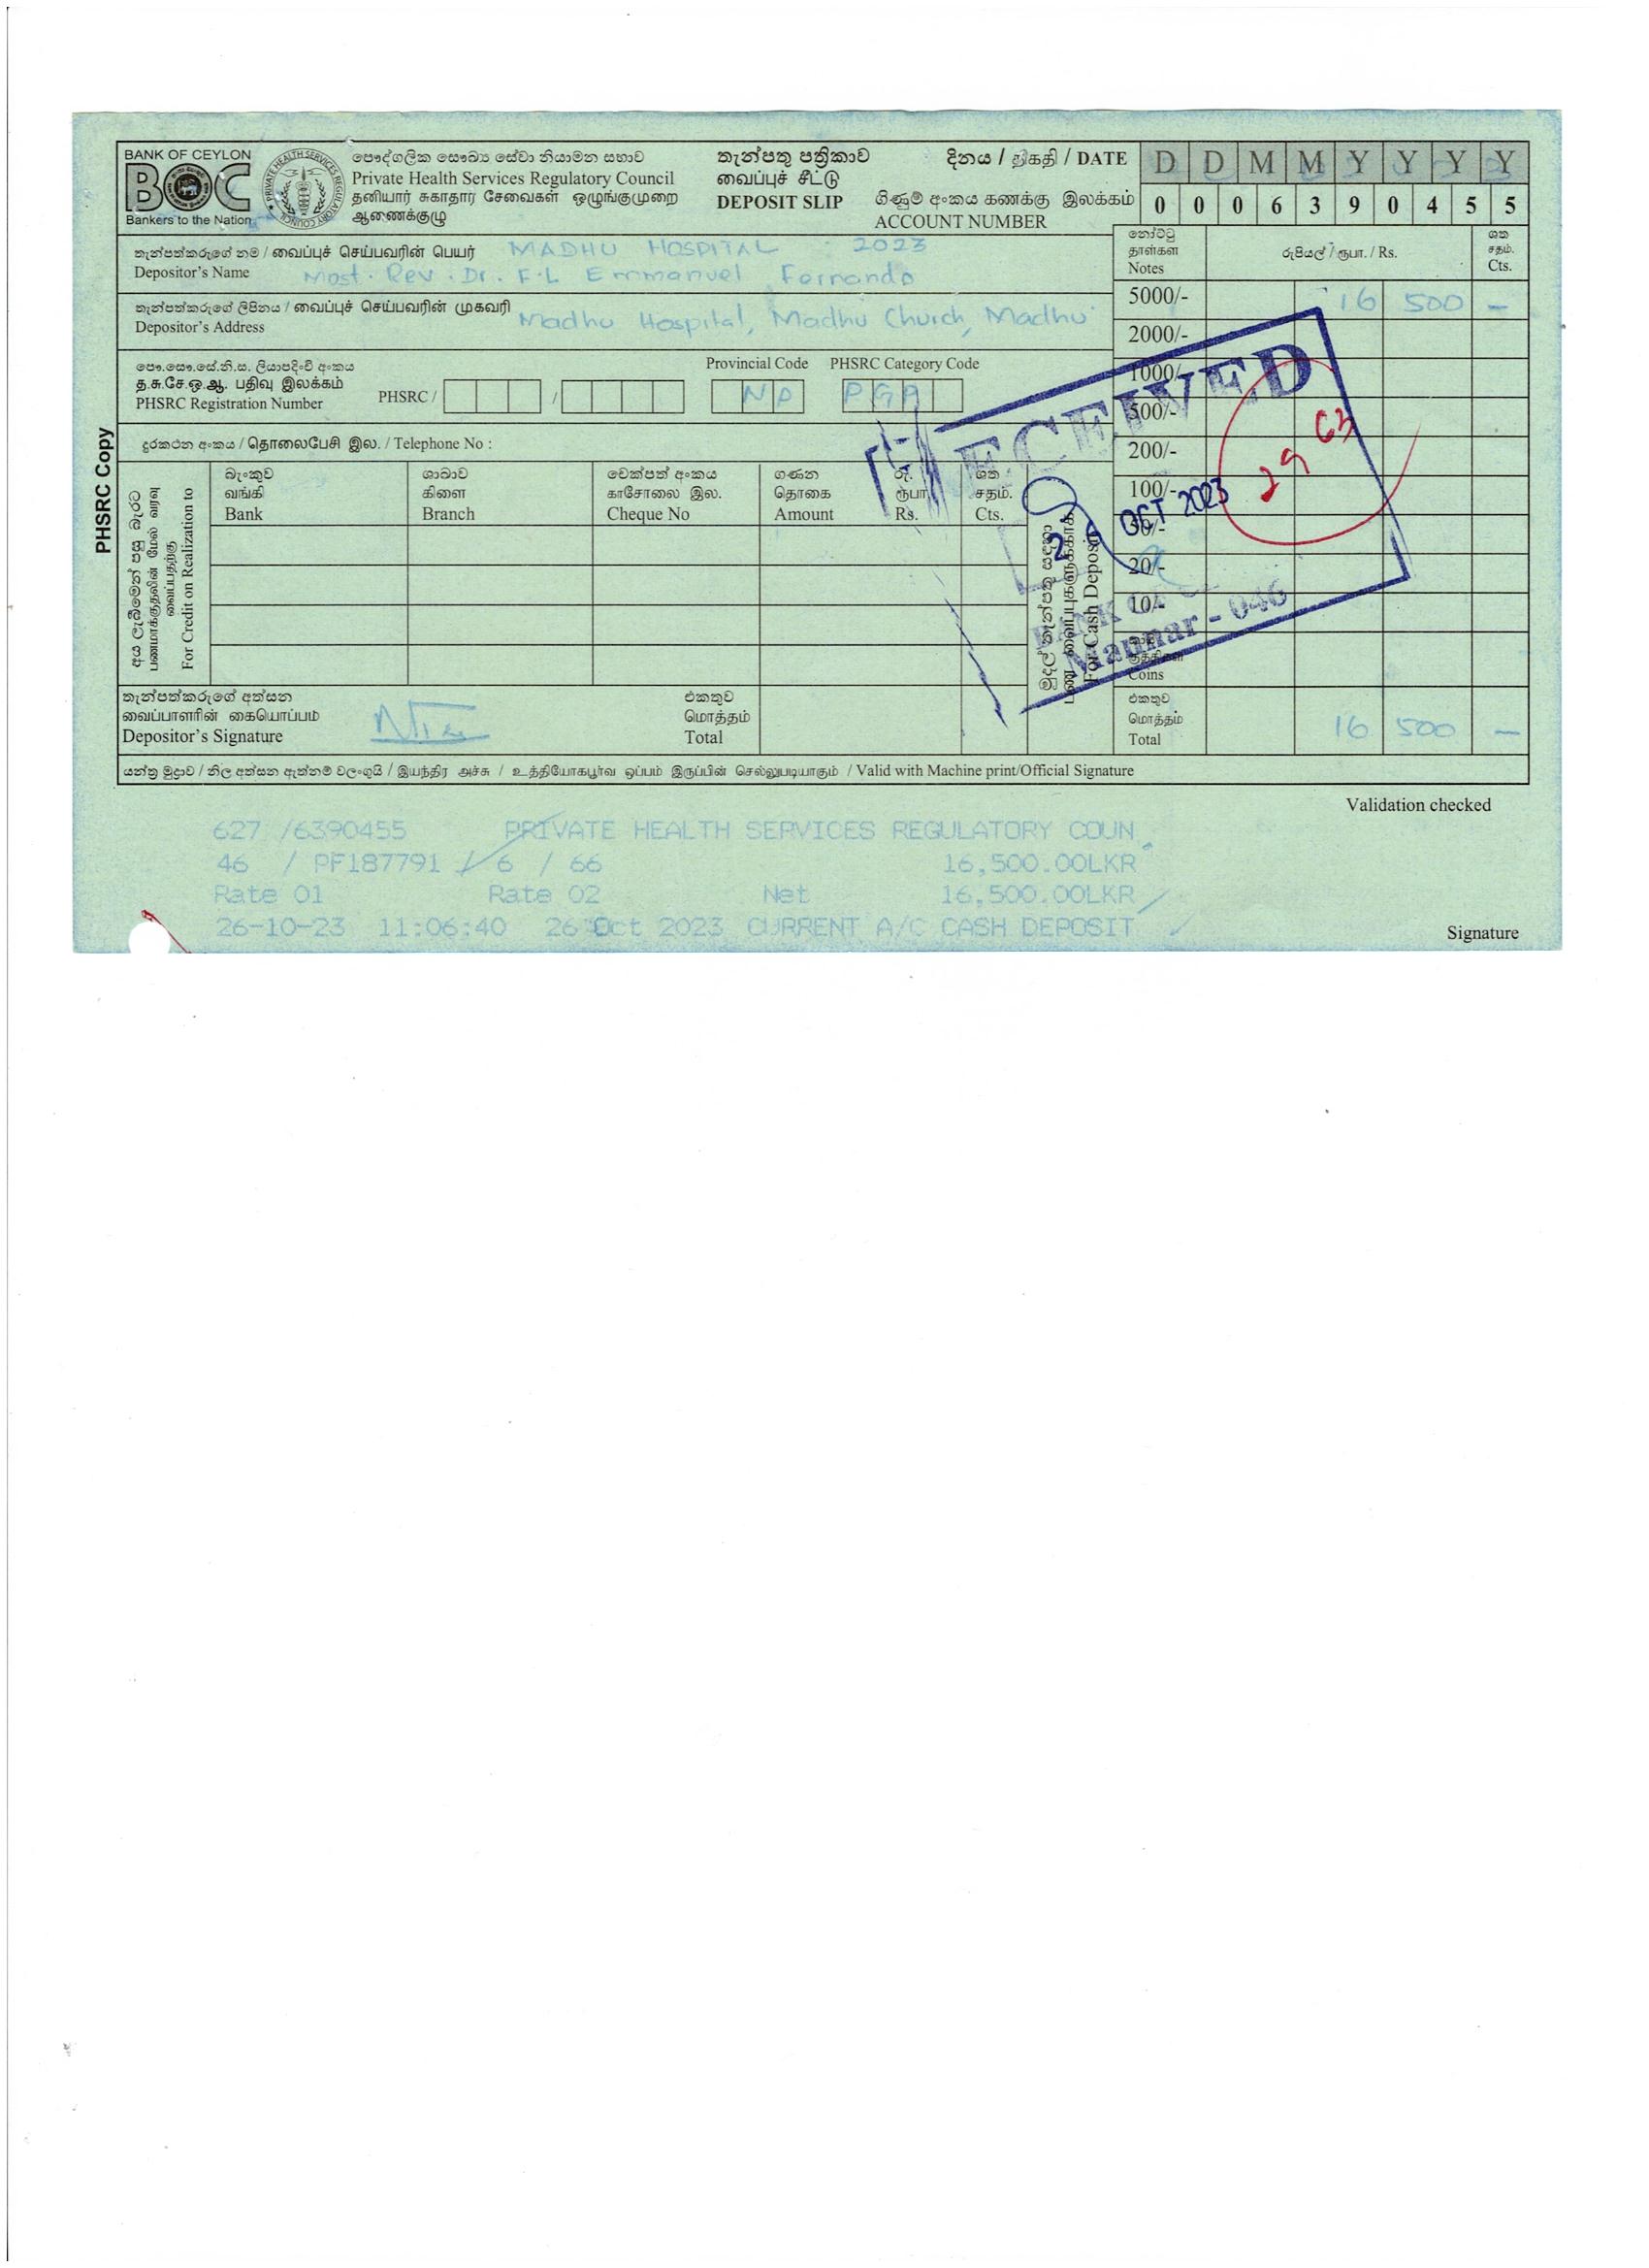 BANK OF CEYLON
BOC
Bankers to the Nation
PRIVATE HEALTH SERVICES REGULATORY COUNCIL
පෞද්ගලික සෞඛ්‍ය සේවා නියාමන සභාව
Private Health Services Regulatory Council
தனியார் சுகாதார சேவைகள் ஒழுங்குமுறை
ஆணைக்குழு
තැන්පතු පත්‍රිකාව
வைப்புச் சீட்டு
DEPOSIT SLIP
දිනය / திகதி / DATE D D M M Y Y Y Y
ගිණුම් අංකය கணக்கு இலக்கம்
ACCOUNT NUMBER
0 0 0 6 3 9 0 4 5 5
තැන්පත්කරුගේ නම / வைப்புச் செய்பவரின் பெயர் MADHU HOSPITAL 2023
Depositor's Name Most. Rev. Dr. F.L Emmanuel Fernando
තැන්පත්කරුගේ ලිපිනය / வைப்புச் செய்பவரின் முகவரி
Depositor's Address Madhu Hospital, Madhu Church, Madhu
පෞ.සෞ.සේ.නි.ස. ලියාපදිංචි අංකය
த.சு.சே.ஒ.ஆ. பதிவு இலக்கம்
PHSRC Registration Number PHSRC / /
Provincial Code PHSRC Category Code
N P PGA
දුරකථන අංකය / தொலைபேசி இல. / Telephone No :
PHSRC Copy
අය ලැබීමෙන් පසු බැරට
பணமாக்குதலின் மேல் வரவு
வைப்பதற்கு
For Credit on Realization to
බැංකුව ශාඛාව චෙක්පත් අංකය ගණන රු. ශත
வங்கி கிளை காசோலை இல. தொகை ரூபா சதம்.
Bank Branch Cheque No Amount Rs. Cts.
මුදල් තැන්පතු සඳහා
பண வைப்புகளுக்காக
For Cash Deposit
නෝට්ටු
தாள்கள்
Notes
රුපියල් / ரூபா. / Rs.
ශත
சதம்.
Cts.
5000/- 16 500 –
2000/-
1000/-
500/-
200/-
100/-
50/-
20/-
10/-
Coins
RECEIVED
OCT 2023
Mannar - 046
තැන්පත්කරුගේ අත්සන
வைப்பாளரின் கையொப்பம்
Depositor's Signature
එකතුව
மொத்தம்
Total
එකතුව
மொத்தம்
Total 16 500 –
යන්ත්‍ර මුද්‍රාව / නිල අත්සන ඇත්නම් වලංගුයි / இயந்திர அச்சு / உத்தியோகபூர்வ ஒப்பம் இருப்பின் செல்லுபடியாகும் / Valid with Machine print/Official Signature
Validation checked
627 /6390455 PRIVATE HEALTH SERVICES REGULATORY COUN
46 / PF187791 / 6 / 66 16,500.00LKR
Rate 01 Rate 02 Net 16,500.00LKR
26-10-23 11:06:40 26 Oct 2023 CURRENT A/C CASH DEPOSIT
Signature